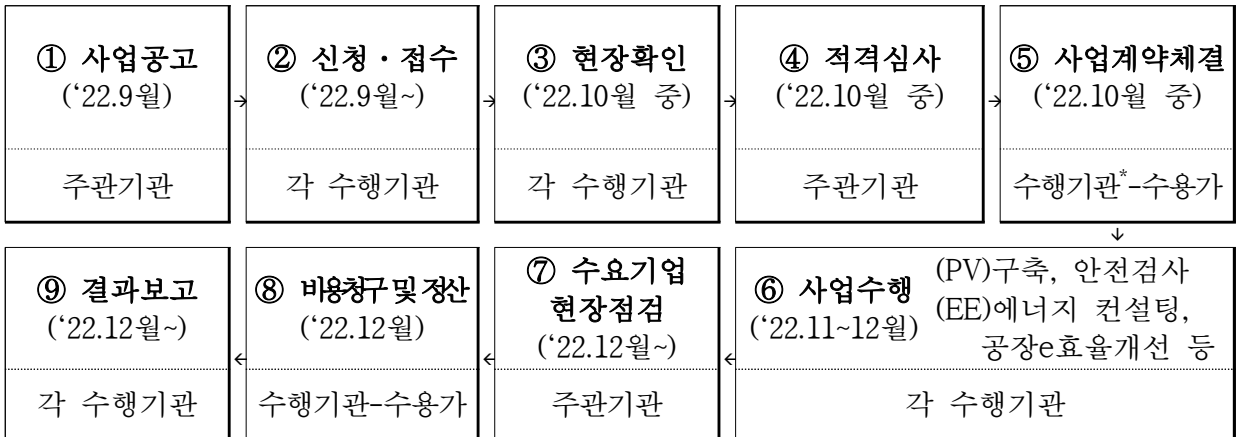 ① 사업공고
(‘22.9월)
주관기관
→
② 신청・접수
(‘22.9월~)
각 수행기관
→
③ 현장확인
(‘22.10월 중)
각 수행기관
→
④ 적격심사
(‘22.10월 중)
주관기관
→
⑤ 사업계약체결
(‘22.10월 중)
수행기관*-수용가
↓
⑥ 사업수행
(‘22.11~12월)
(PV)구축, 안전검사
(EE)에너지 컨설팅,
공장e효율개선 등
각 수행기관
←
⑦ 수요기업
현장점검
(‘22.12월~)
주관기관
←
⑧ 비용청구 및 정산
(‘22.12월)
수행기관-수용가
←
⑨ 결과보고
(‘22.12월~)
각 수행기관